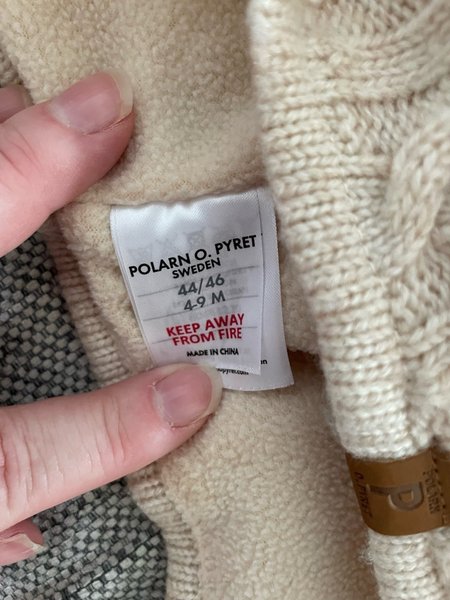 POLARN O. PYRET
SWEDEN
44/46
4-9 M
KEEP AWAY
FROM FIRE
MADE IN CHINA
P